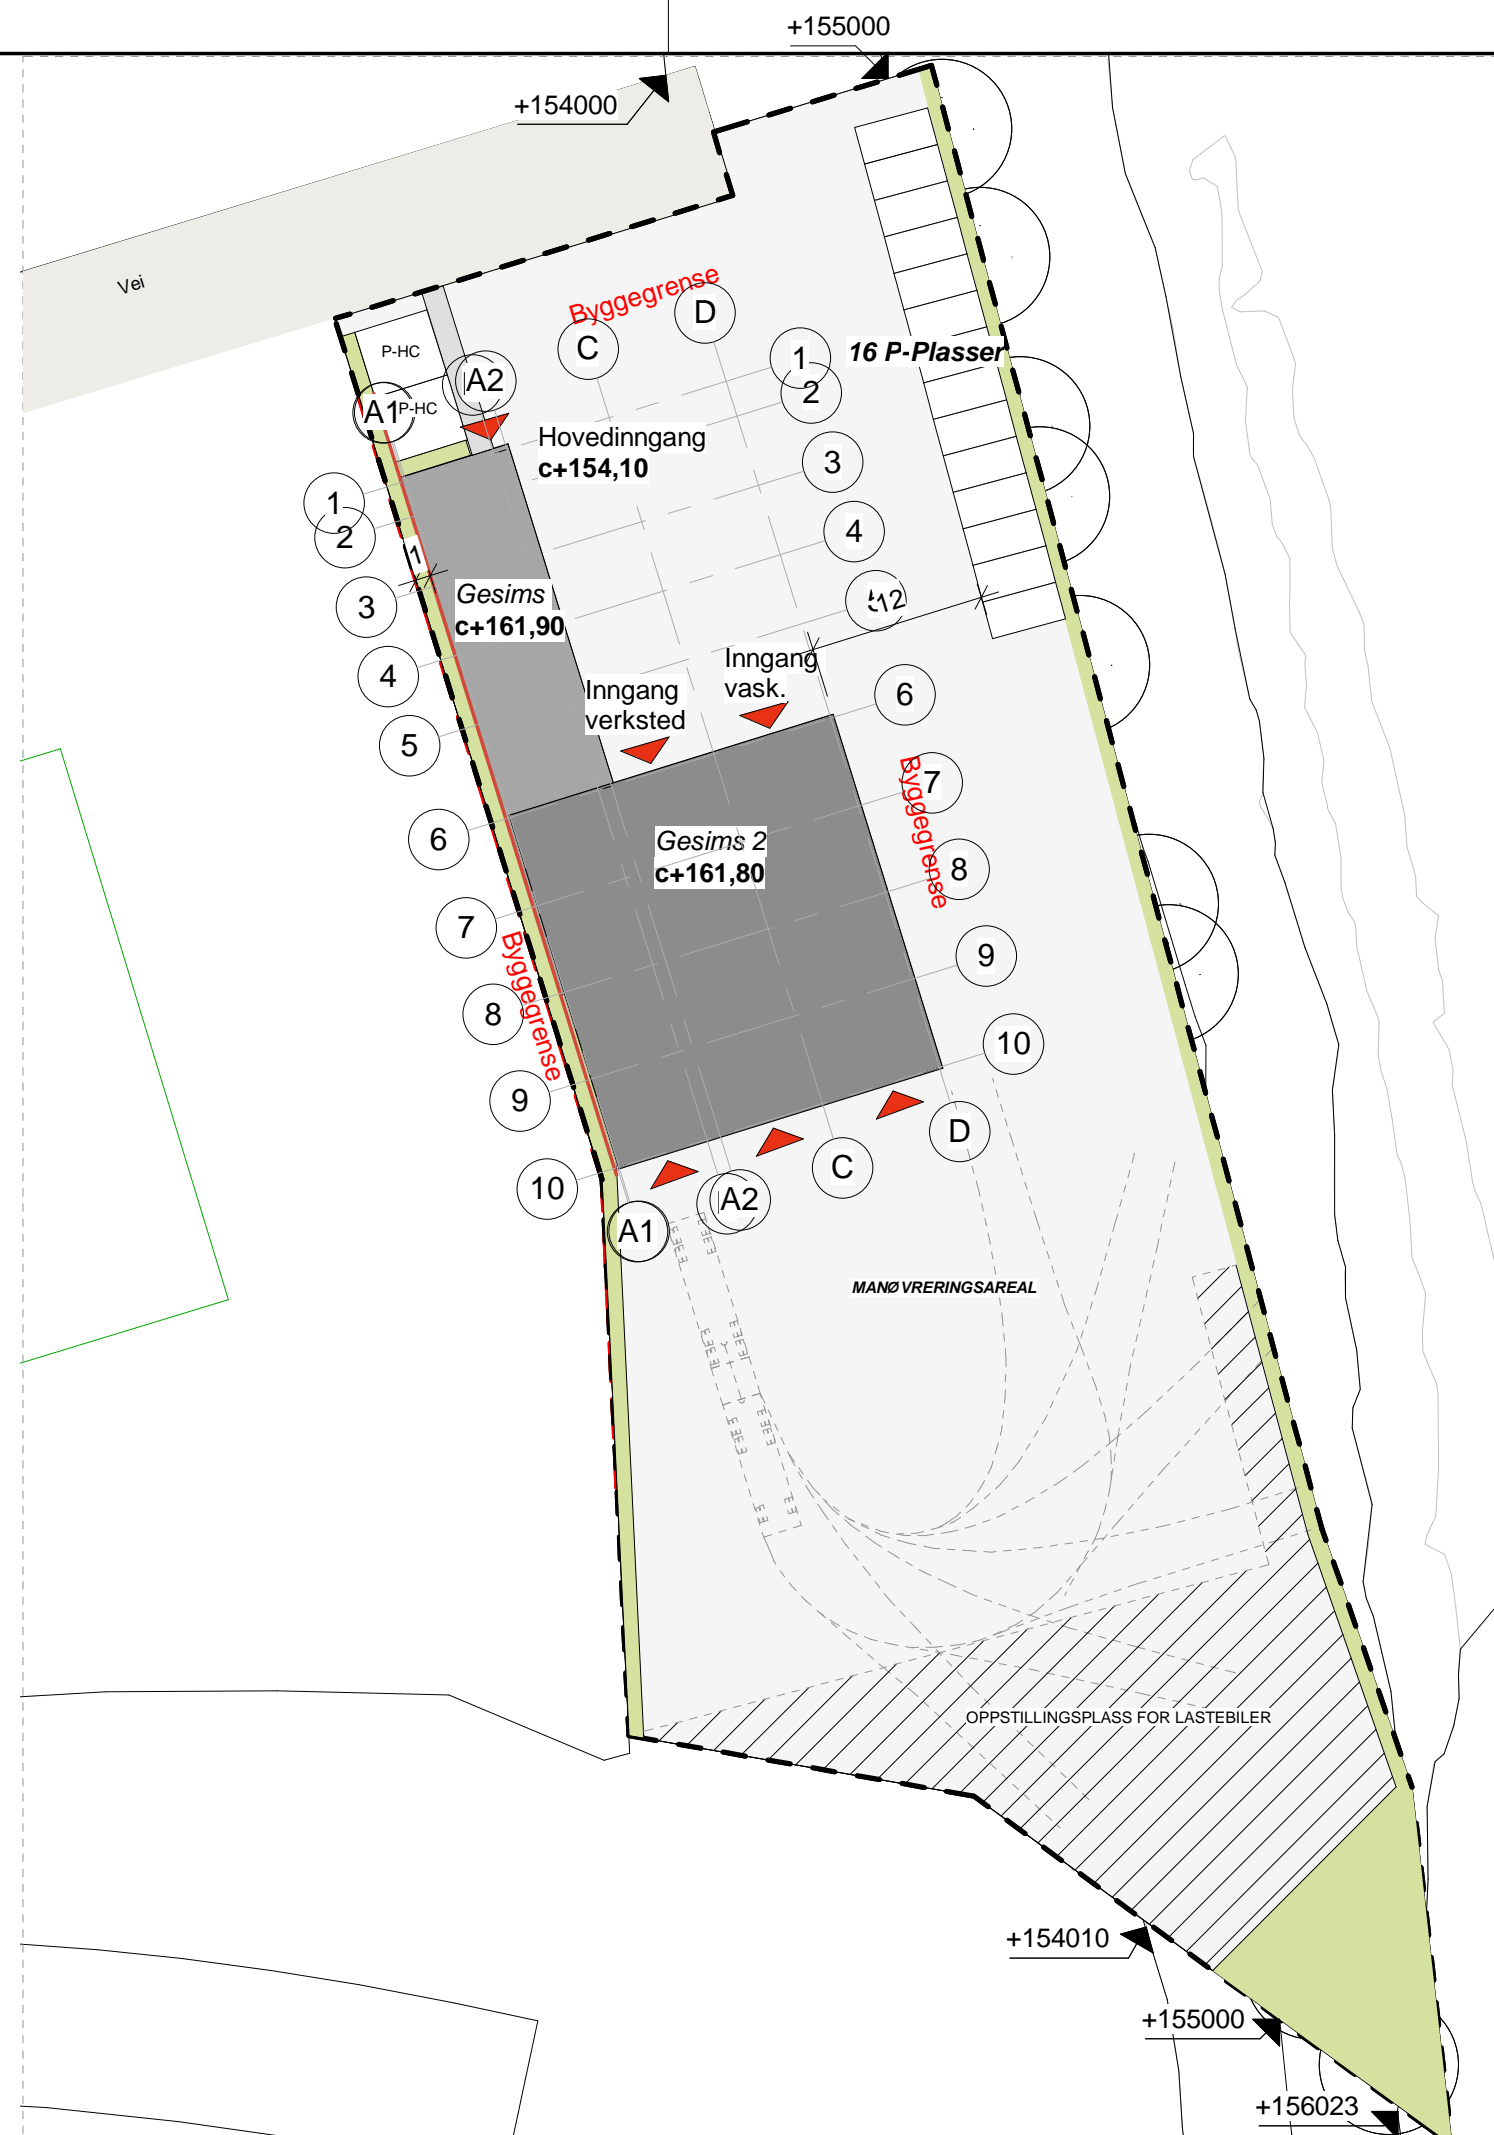 +155000
+154000
Vei
Byggegrense
D
C
P-HC
1
16 P-Plasser
A2
2
A1
P-HC
Hovedinngang
c+154,10
3
1
2
4
1
Gesims
c+161,90
12
3
Inngang
vask.
4
Inngang
verksted
6
5
Byggegrense
7
6
Gesims 2
c+161,80
8
7
Byggegrense
9
8
10
9
D
C
10
A2
A1
MANØVRERINGSAREAL
OPPSTILLINGSPLASS FOR LASTEBILER
+154010
+155000
+156023